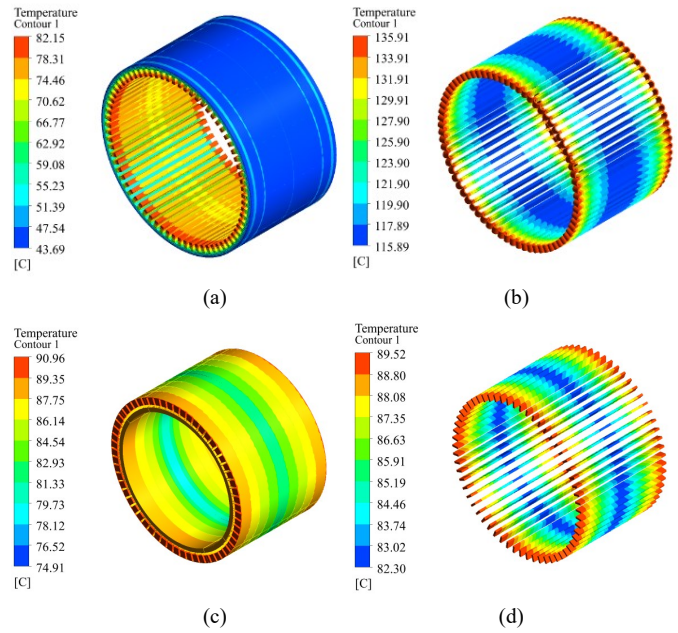 Temperature
Contour 1
82.15
78.31
74.46
70.62
66.77
62.92
59.08
55.23
51.39
47.54
43.69
[C]
(a)
Temperature
Contour 1
135.91
133.91
131.91
129.91
127.90
125.90
123.90
121.90
119.90
117.89
115.89
[C]
(b)
Temperature
Contour 1
90.96
89.35
87.75
86.14
84.54
82.93
81.33
79.73
78.12
76.52
74.91
[C]
(c)
Temperature
Contour 1
89.52
88.80
88.08
87.35
86.63
85.91
85.19
84.46
83.74
83.02
82.30
[C]
(d)